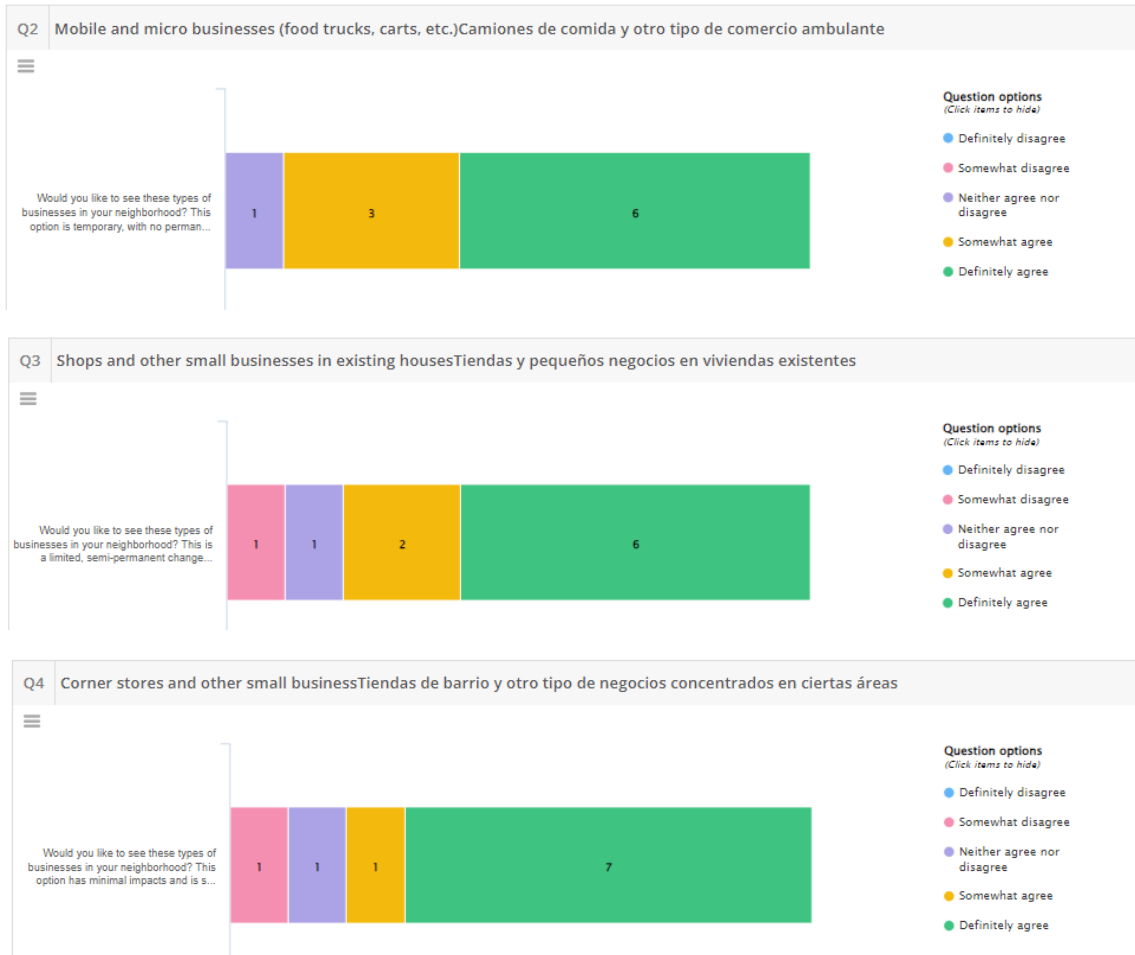 Q2 Mobile and micro businesses (food trucks, carts, etc.)Camiones de comida y otro tipo de comercio ambulante
Question options
(Click items to hide)
Definitely disagree
Somewhat disagree
Neither agree nor
disagree
Somewhat agree
Definitely agree
Would you like to see these types of
businesses in your neighborhood? This
option is temporary, with no perman...
1 3 6
Q3 Shops and other small businesses in existing housesTiendas y pequeños negocios en viviendas existentes
Question options
(Click items to hide)
Definitely disagree
Somewhat disagree
Neither agree nor
disagree
Somewhat agree
Definitely agree
Would you like to see these types of
businesses in your neighborhood? This is
a limited, semi-permanent change...
1 1 2 6
Q4 Corner stores and other small businessTiendas de barrio y otro tipo de negocios concentrados en ciertas áreas
Question options
(Click items to hide)
Definitely disagree
Somewhat disagree
Neither agree nor
disagree
Somewhat agree
Definitely agree
Would you like to see these types of
businesses in your neighborhood? This
option has minimal impacts and is s...
1 1 1 7